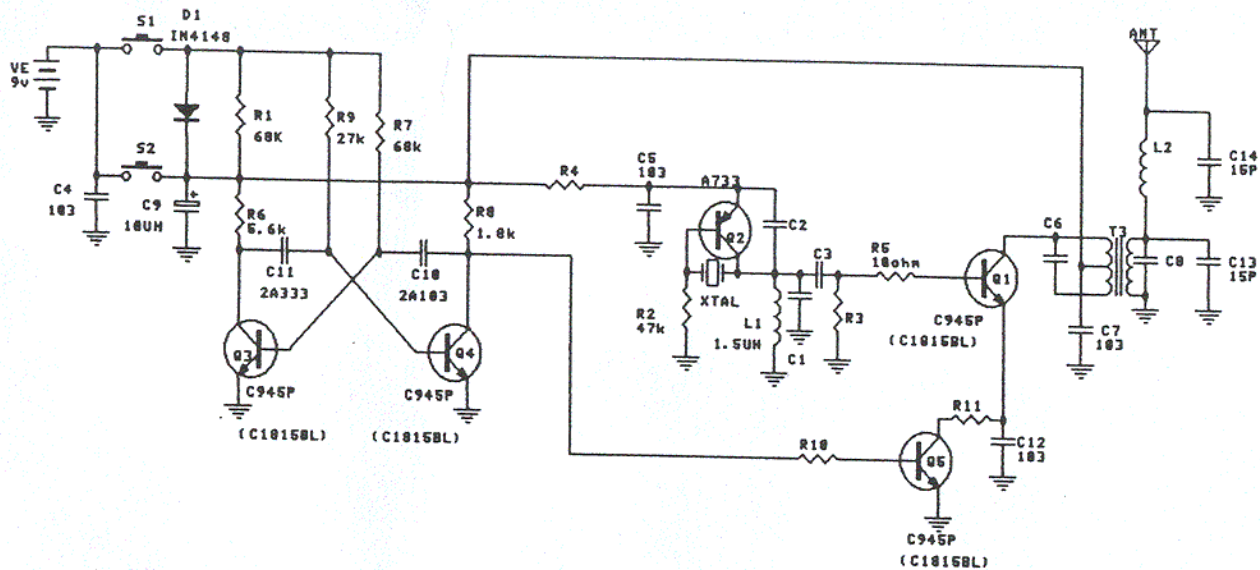 S1
D1
IN4148
VE
9v
R1
68K
R9
27k
R7
68k
ANT
S2
C4
103
C9
10UH
+
R6
5.6k
R8
1.8k
R4
C5
103
A733
Q2
C2
L2
C14
15P
C11
2A333
C10
2A103
XTAL
R2
47k
C3
R5
10ohm
L1
1.5UH
C1
R3
Q1
C945P
(C1815BL)
C6
T3
C8
C13
15P
C7
103
Q3
C945P
(C1815BL)
Q4
C945P
(C1815BL)
R11
R10
C12
103
Q5
C945P
(C1815BL)